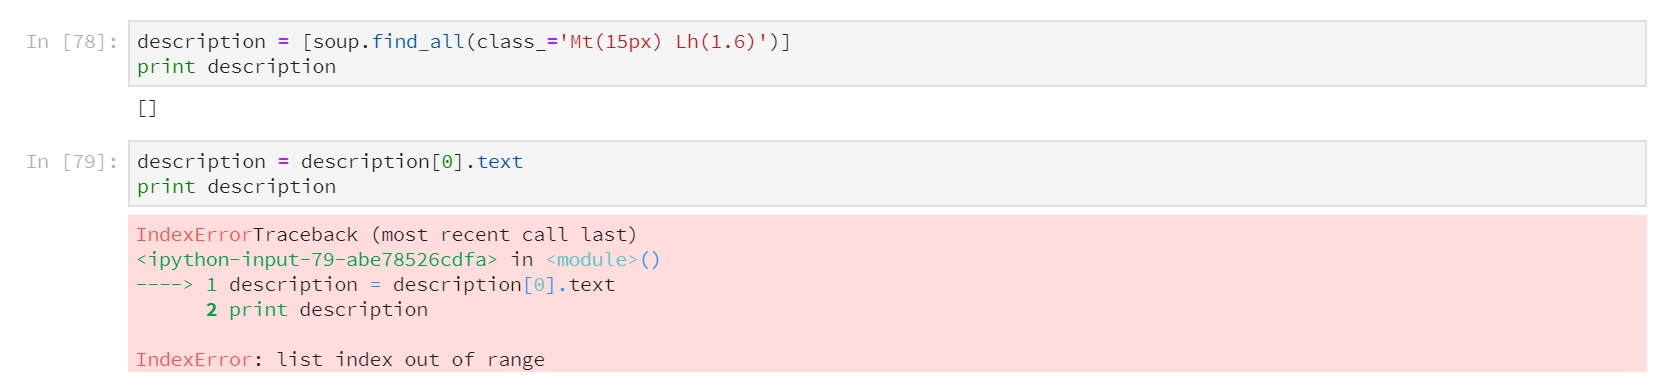 In [78]: description = [soup.find_all(class_='Mt(15px) Lh(1.6)')]
print description
[]
In [79]: description = description[0].text
print description
IndexErrorTraceback (most recent call last)
<ipython-input-79-abe78526cdfa> in <module>()
----> 1 description = description[0].text
2 print description
IndexError: list index out of range